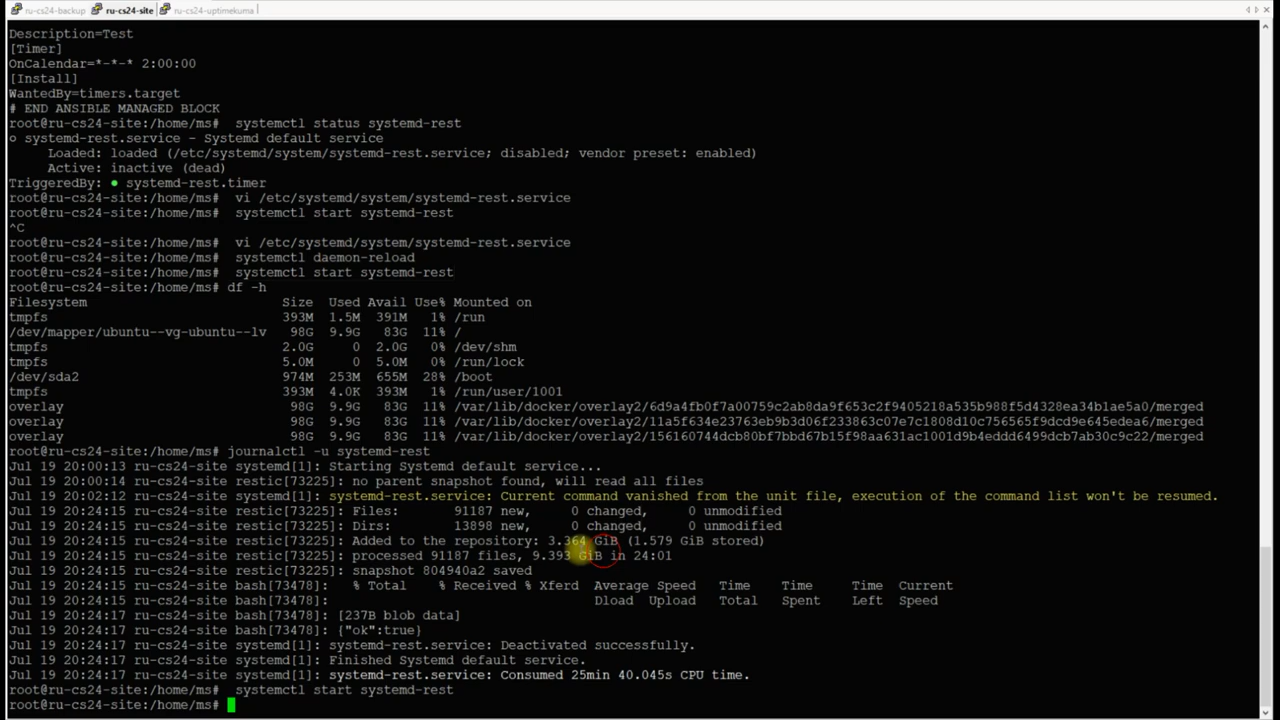 ru-cs24-backup ru-cs24-site ru-cs24-uptimekuma
Description=Test
[Timer]
OnCalendar=*-*-* 2:00:00
[Install]
WantedBy=timers.target
# END ANSIBLE MANAGED BLOCK
root@ru-cs24-site:/home/ms#  systemctl status systemd-rest
○ systemd-rest.service - Systemd default service
     Loaded: loaded (/etc/systemd/system/systemd-rest.service; disabled; vendor preset: enabled)
     Active: inactive (dead)
TriggeredBy: ● systemd-rest.timer
root@ru-cs24-site:/home/ms#  vi /etc/systemd/system/systemd-rest.service
root@ru-cs24-site:/home/ms#  systemctl start systemd-rest
^C
root@ru-cs24-site:/home/ms#  vi /etc/systemd/system/systemd-rest.service
root@ru-cs24-site:/home/ms#  systemctl daemon-reload
root@ru-cs24-site:/home/ms#  systemctl start systemd-rest
root@ru-cs24-site:/home/ms# df -h
Filesystem                         Size  Used Avail Use% Mounted on
tmpfs                              393M  1.5M  391M   1% /run
/dev/mapper/ubuntu--vg-ubuntu--lv   98G  9.9G   83G  11% /
tmpfs                              2.0G     0  2.0G   0% /dev/shm
tmpfs                              5.0M     0  5.0M   0% /run/lock
/dev/sda2                          974M  253M  655M  28% /boot
tmpfs                              393M  4.0K  393M   1% /run/user/1001
overlay                             98G  9.9G   83G  11% /var/lib/docker/overlay2/6d9a4fb0f7a00759c2ab8da9f653c2f9405218a535b988f5d4328ea34b1ae5a0/merged
overlay                             98G  9.9G   83G  11% /var/lib/docker/overlay2/11a5f236cf69121e9b3d06f233863c07e7c1808d10c756565f9dcd9e645edea6/merged
overlay                             98G  9.9G   83G  11% /var/lib/docker/overlay2/156160744dcb80bf7bbd67b15f98aa631ac1001d9b4eddd6499dcb7ab30c9c22/merged
root@ru-cs24-site:/home/ms# journalctl -u systemd-rest
Jul 19 20:00:13 ru-cs24-site systemd[1]: Starting Systemd default service...
Jul 19 20:00:14 ru-cs24-site restic[73225]: no parent snapshot found, will read all files
Jul 19 20:02:12 ru-cs24-site systemd[1]: systemd-rest.service: Current command vanished from the unit file, execution of the command list won't be resumed.
Jul 19 20:24:15 ru-cs24-site restic[73225]: Files:       91187 new,     0 changed,     0 unmodified
Jul 19 20:24:15 ru-cs24-site restic[73225]: Dirs:        13898 new,     0 changed,     0 unmodified
Jul 19 20:24:15 ru-cs24-site restic[73225]: Added to the repository: 3.364 GiB (1.579 GiB stored)
Jul 19 20:24:15 ru-cs24-site restic[73225]: processed 91187 files, 9.393 GiB in 24:01
Jul 19 20:24:15 ru-cs24-site restic[73225]: snapshot 804940a2 saved
Jul 19 20:24:15 ru-cs24-site bash[73478]:   % Total    % Received % Xferd  Average Speed   Time    Time     Time  Current
Jul 19 20:24:15 ru-cs24-site bash[73478]:                                  Dload  Upload   Total   Spent    Left  Speed
Jul 19 20:24:17 ru-cs24-site bash[73478]: [237B blob data]
Jul 19 20:24:17 ru-cs24-site bash[73478]: {"ok":true}
Jul 19 20:24:17 ru-cs24-site systemd[1]: systemd-rest.service: Deactivated successfully.
Jul 19 20:24:17 ru-cs24-site systemd[1]: Finished Systemd default service.
Jul 19 20:24:17 ru-cs24-site systemd[1]: systemd-rest.service: Consumed 25min 40.045s CPU time.
root@ru-cs24-site:/home/ms#  systemctl start systemd-rest
root@ru-cs24-site:/home/ms#